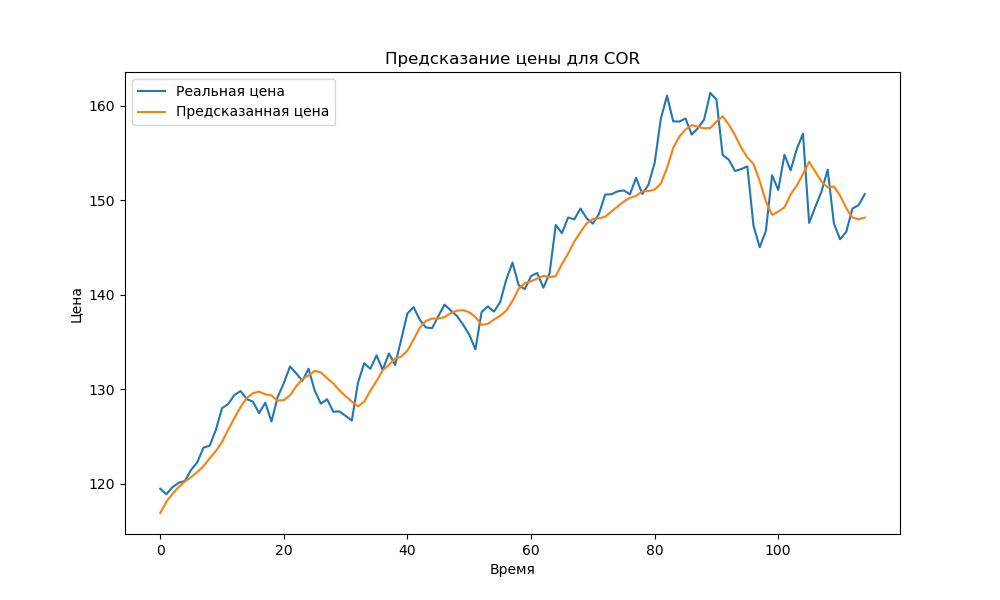 Предсказание цены для COR
Реальная цена
Предсказанная цена
Цена
160
150
140
130
120
0 20 40 60 80 100
Время